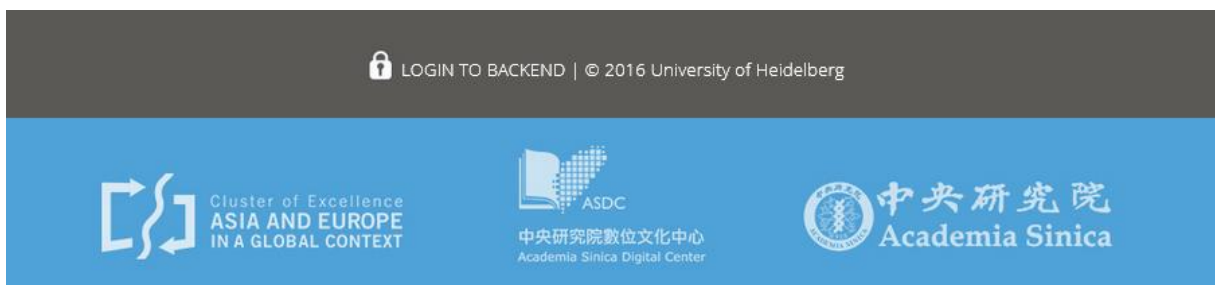 LOGIN TO BACKEND | © 2016 University of Heidelberg
Cluster of Excellence
ASIA AND EUROPE
IN A GLOBAL CONTEXT
ASDC
中央研究院數位文化中心
Academia Sinica Digital Center
中央研究院
Academia Sinica